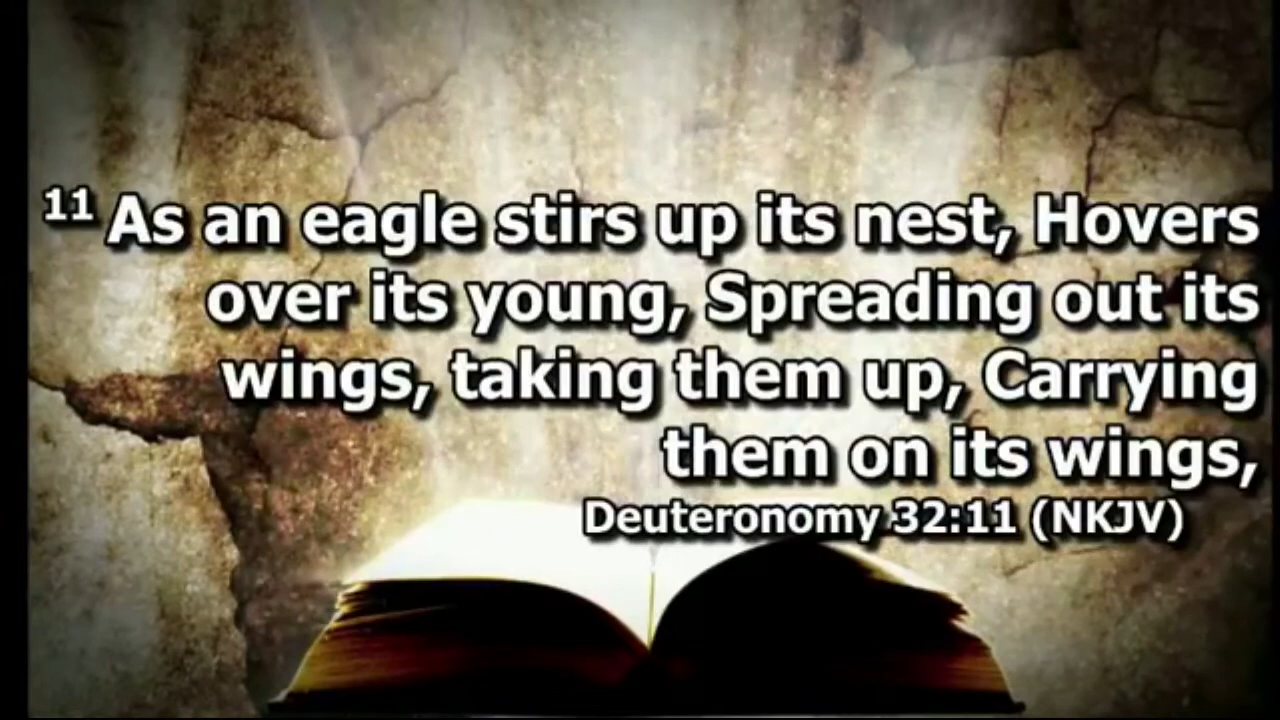 11 As an eagle stirs up its nest, Hovers
over its young, Spreading out its
wings, taking them up, Carrying
them on its wings,
Deuteronomy 32:11 (NKJV)